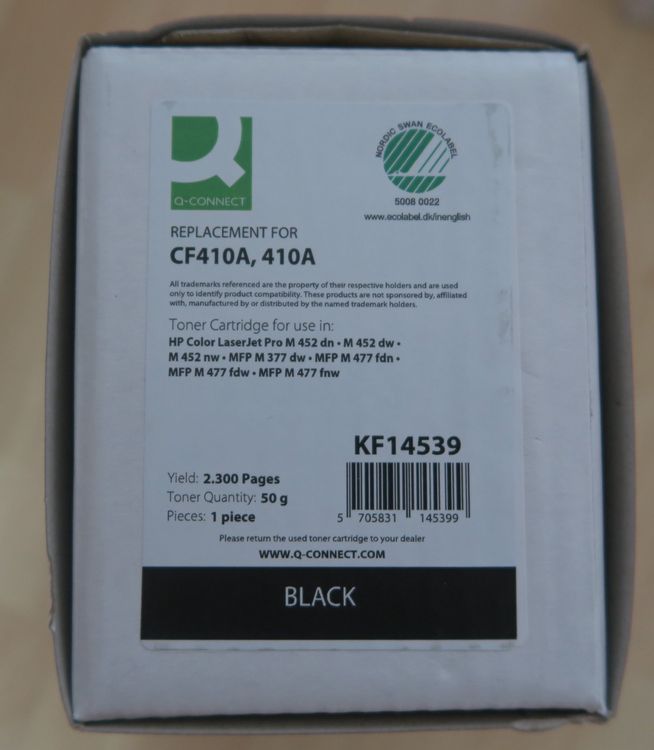 Q-CONNECT
NORDIC SWAN ECOLABEL
5008 0022
www.ecolabel.dk/inenglish
REPLACEMENT FOR
CF410A, 410A
All trademarks referenced are the property of their respective holders and are used
only to identify product compatibility. These products are not sponsored by, affiliated
with, manufactured by or distributed by the named trademark holders.
Toner Cartridge for use in:
HP Color LaserJet Pro M 452 dn • M 452 dw •
M 452 nw • MFP M 377 dw • MFP M 477 fdn •
MFP M 477 fdw • MFP M 477 fnw
KF14539
Yield: 2.300 Pages
Toner Quantity: 50 g
Pieces: 1 piece
5 705831 145399
Please return the used toner cartridge to your dealer
WWW.Q-CONNECT.COM
BLACK